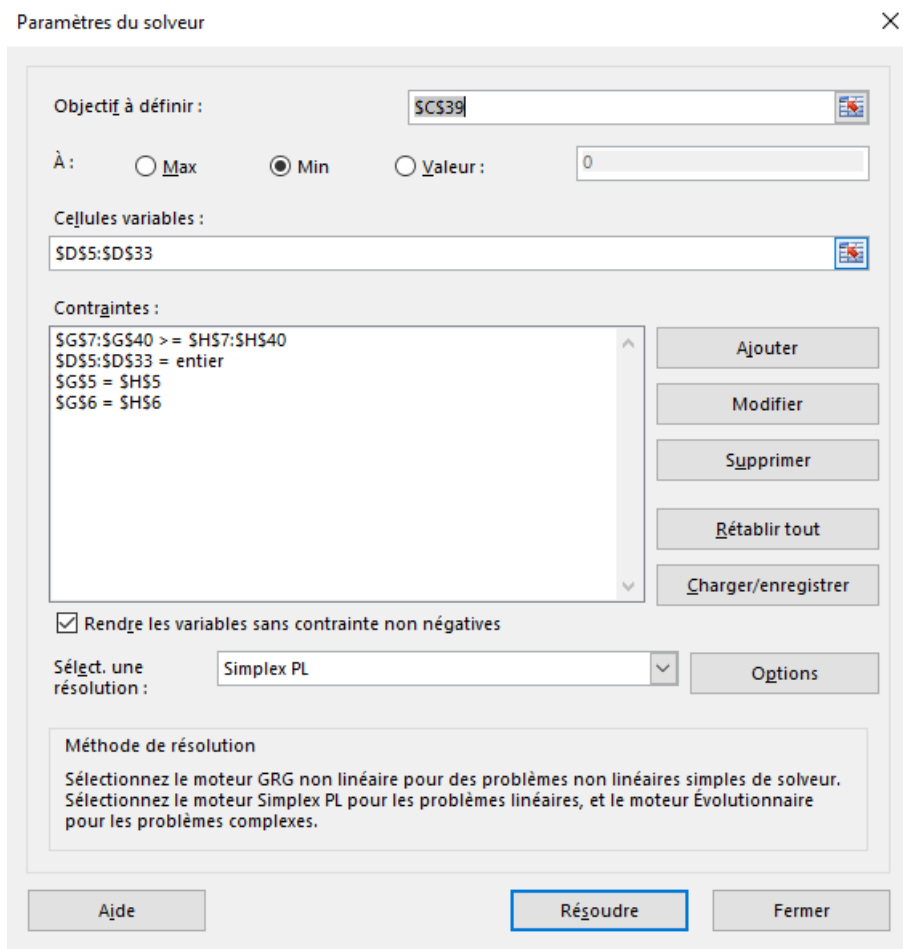 Paramètres du solveur
Objectif à définir :
$C$39
À :
Max
Min
Valeur :
0
Cellules variables :
$D$5:$D$33
Contraintes :
$G$7:$G$40 >= $H$7:$H$40
$D$5:$D$33 = entier
$G$5 = $H$5
$G$6 = $H$6
Ajouter
Modifier
Supprimer
Rétablir tout
Charger/enregistrer
Rendre les variables sans contrainte non négatives
Sélect. une
résolution :
Simplex PL
Options
Méthode de résolution
Sélectionnez le moteur GRG non linéaire pour des problèmes non linéaires simples de solveur.
Sélectionnez le moteur Simplex PL pour les problèmes linéaires, et le moteur Évolutionnaire
pour les problèmes complexes.
Aide
Résoudre
Fermer